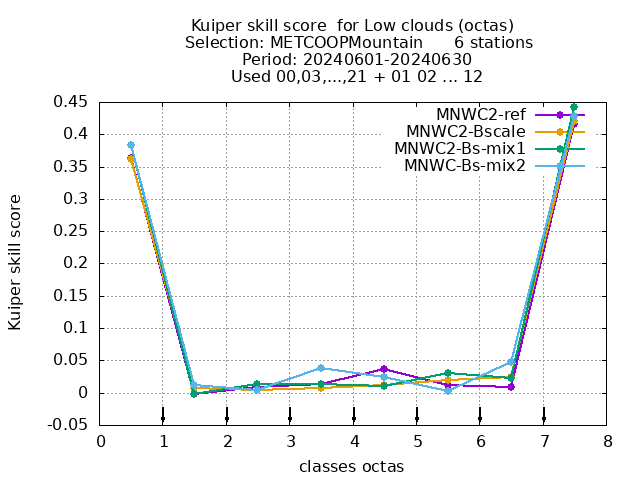 Kuiper skill score  for Low clouds (octas)
Selection: METCOOPMountain      6 stations
Period: 20240601-20240630
Used 00,03,...,21 + 01 02 ... 12
MNWC2-ref
MNWC2-Bscale
MNWC2-Bs-mix1
MNWC-Bs-mix2
Kuiper skill score
0.45
0.4
0.35
0.3
0.25
0.2
0.15
0.1
0.05
0
-0.05
0 1 2 3 4 5 6 7 8
classes octas